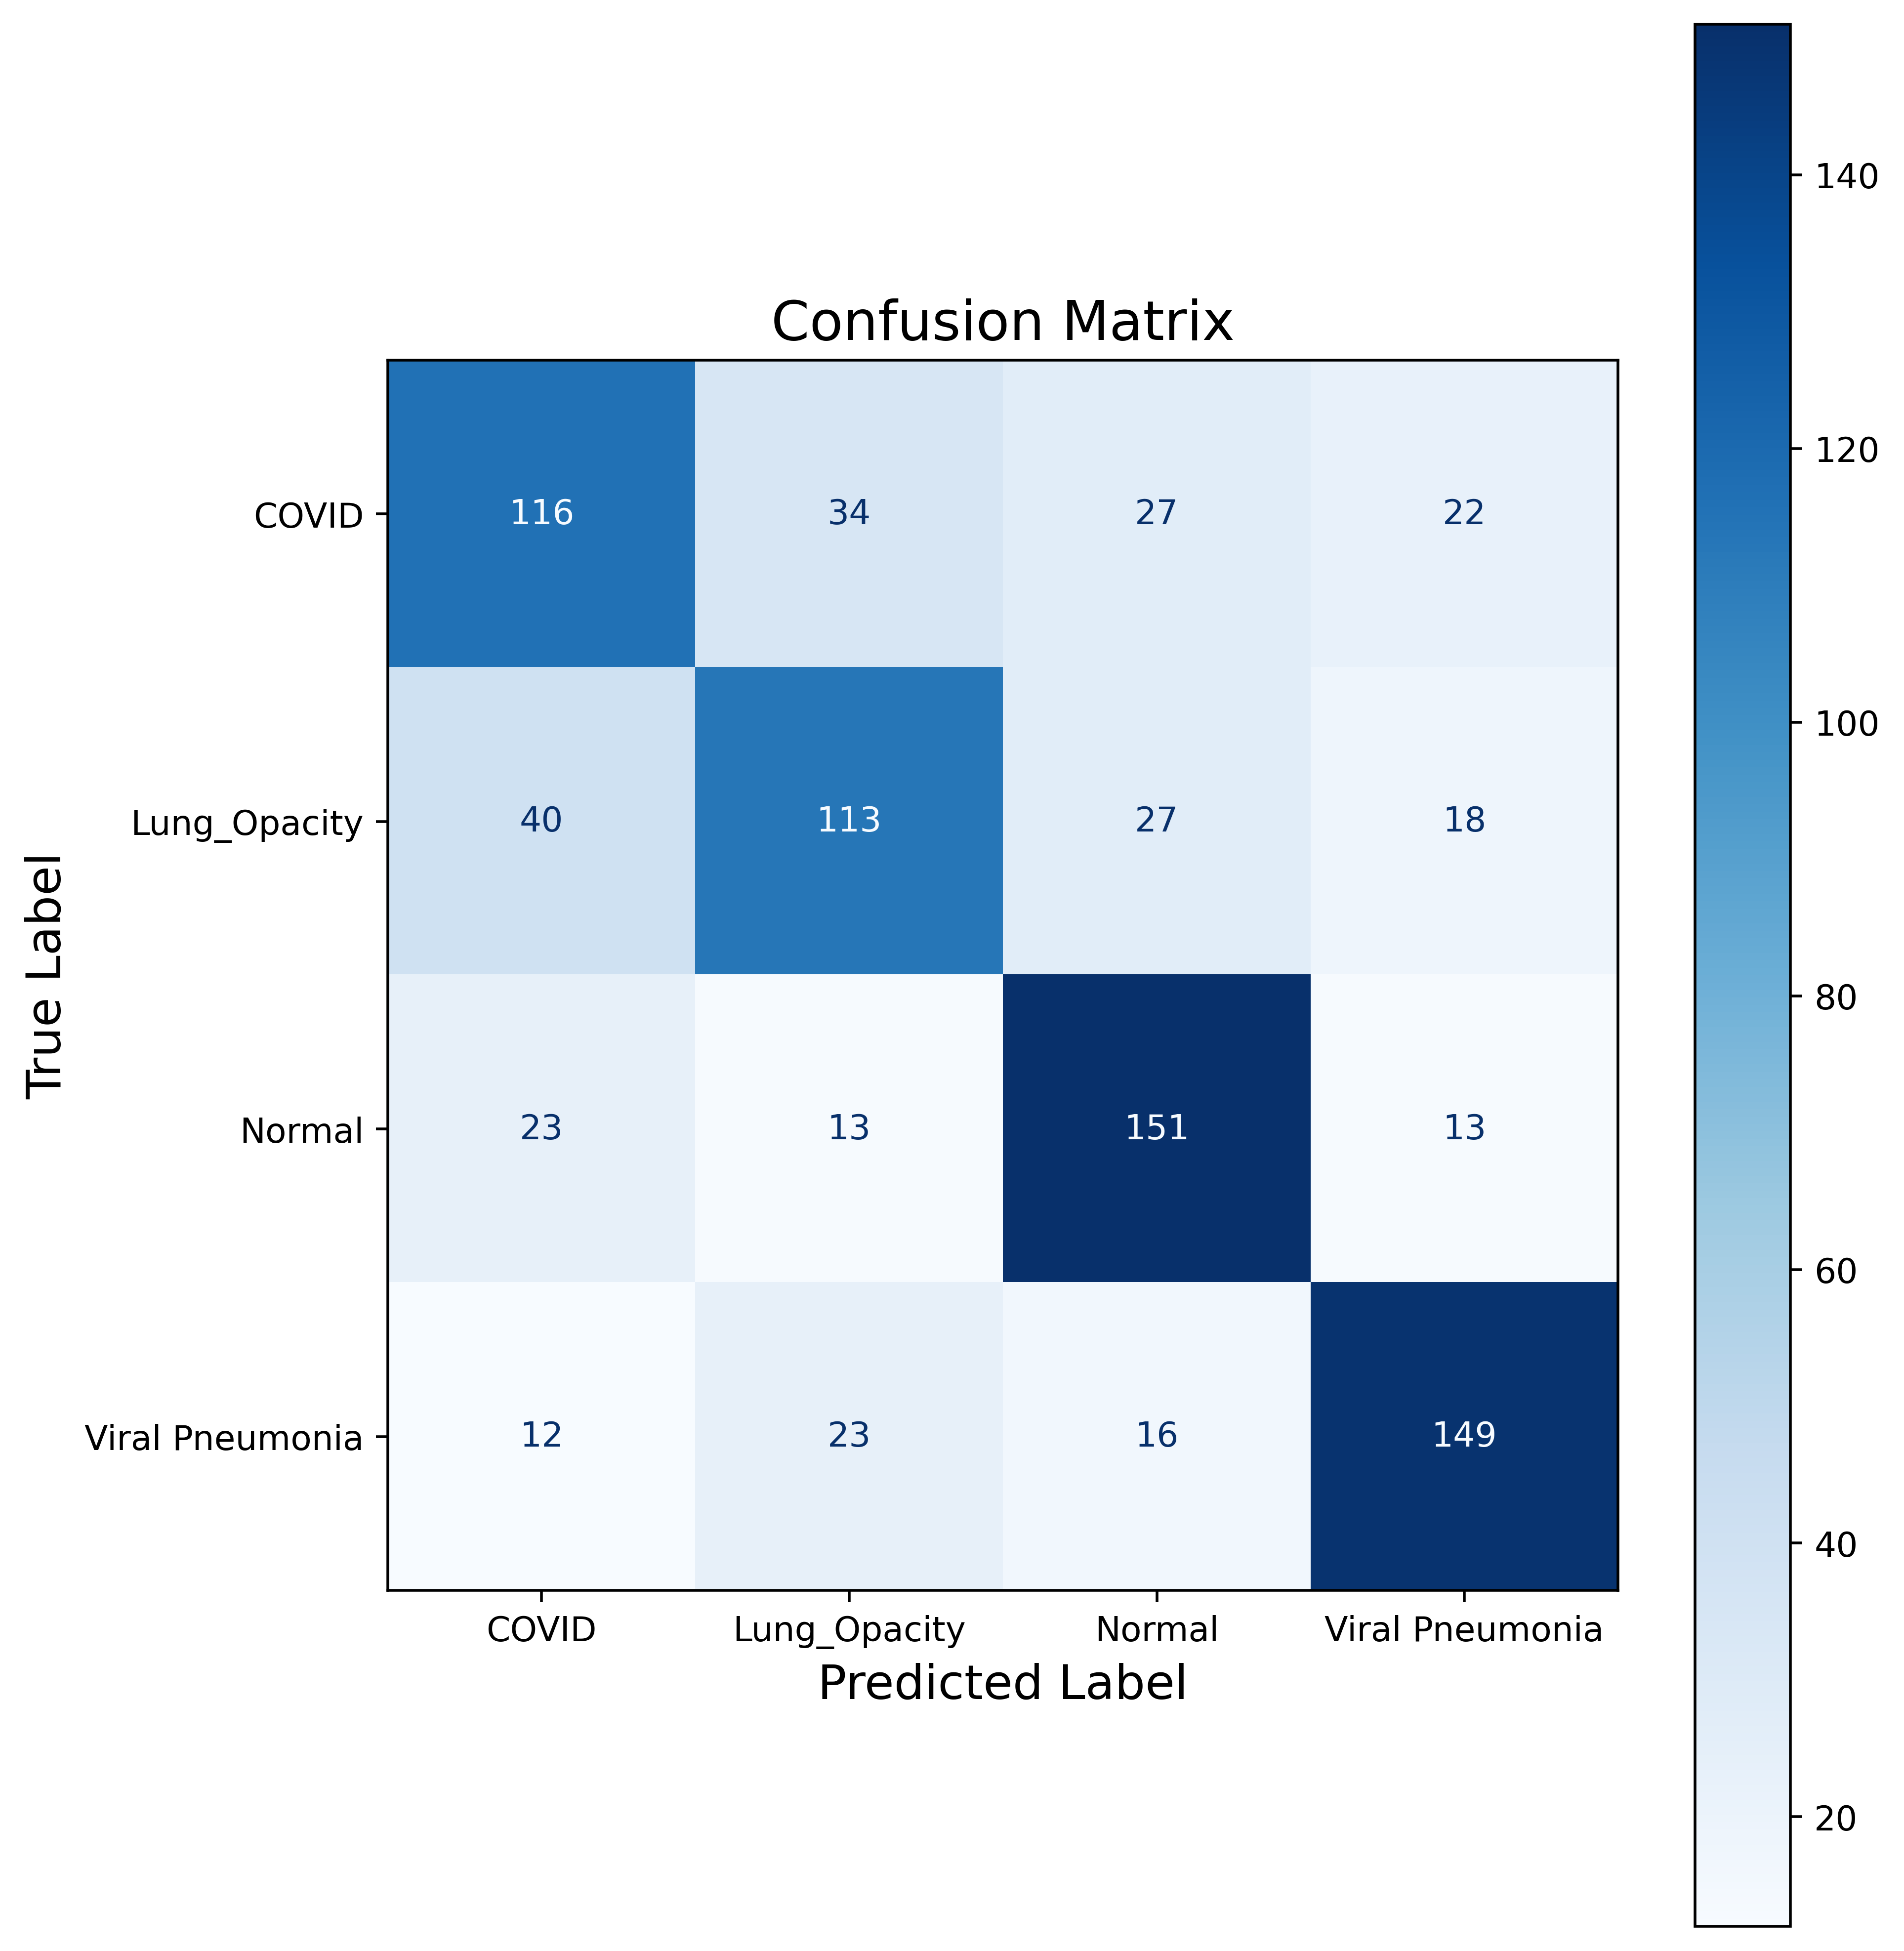 Confusion Matrix
True Label
COVID
116 34 27 22
Lung_Opacity
40 113 27 18
Normal
23 13 151 13
Viral Pneumonia
12 23 16 149
COVID Lung_Opacity Normal Viral Pneumonia
Predicted Label
140
120
100
80
60
40
20